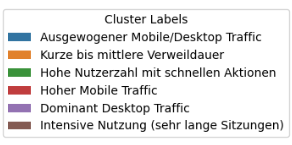 Cluster Labels
Ausgewogener Mobile/Desktop Traffic
Kurze bis mittlere Verweildauer
Hohe Nutzerzahl mit schnellen Aktionen
Hoher Mobile Traffic
Dominant Desktop Traffic
Intensive Nutzung (sehr lange Sitzungen)